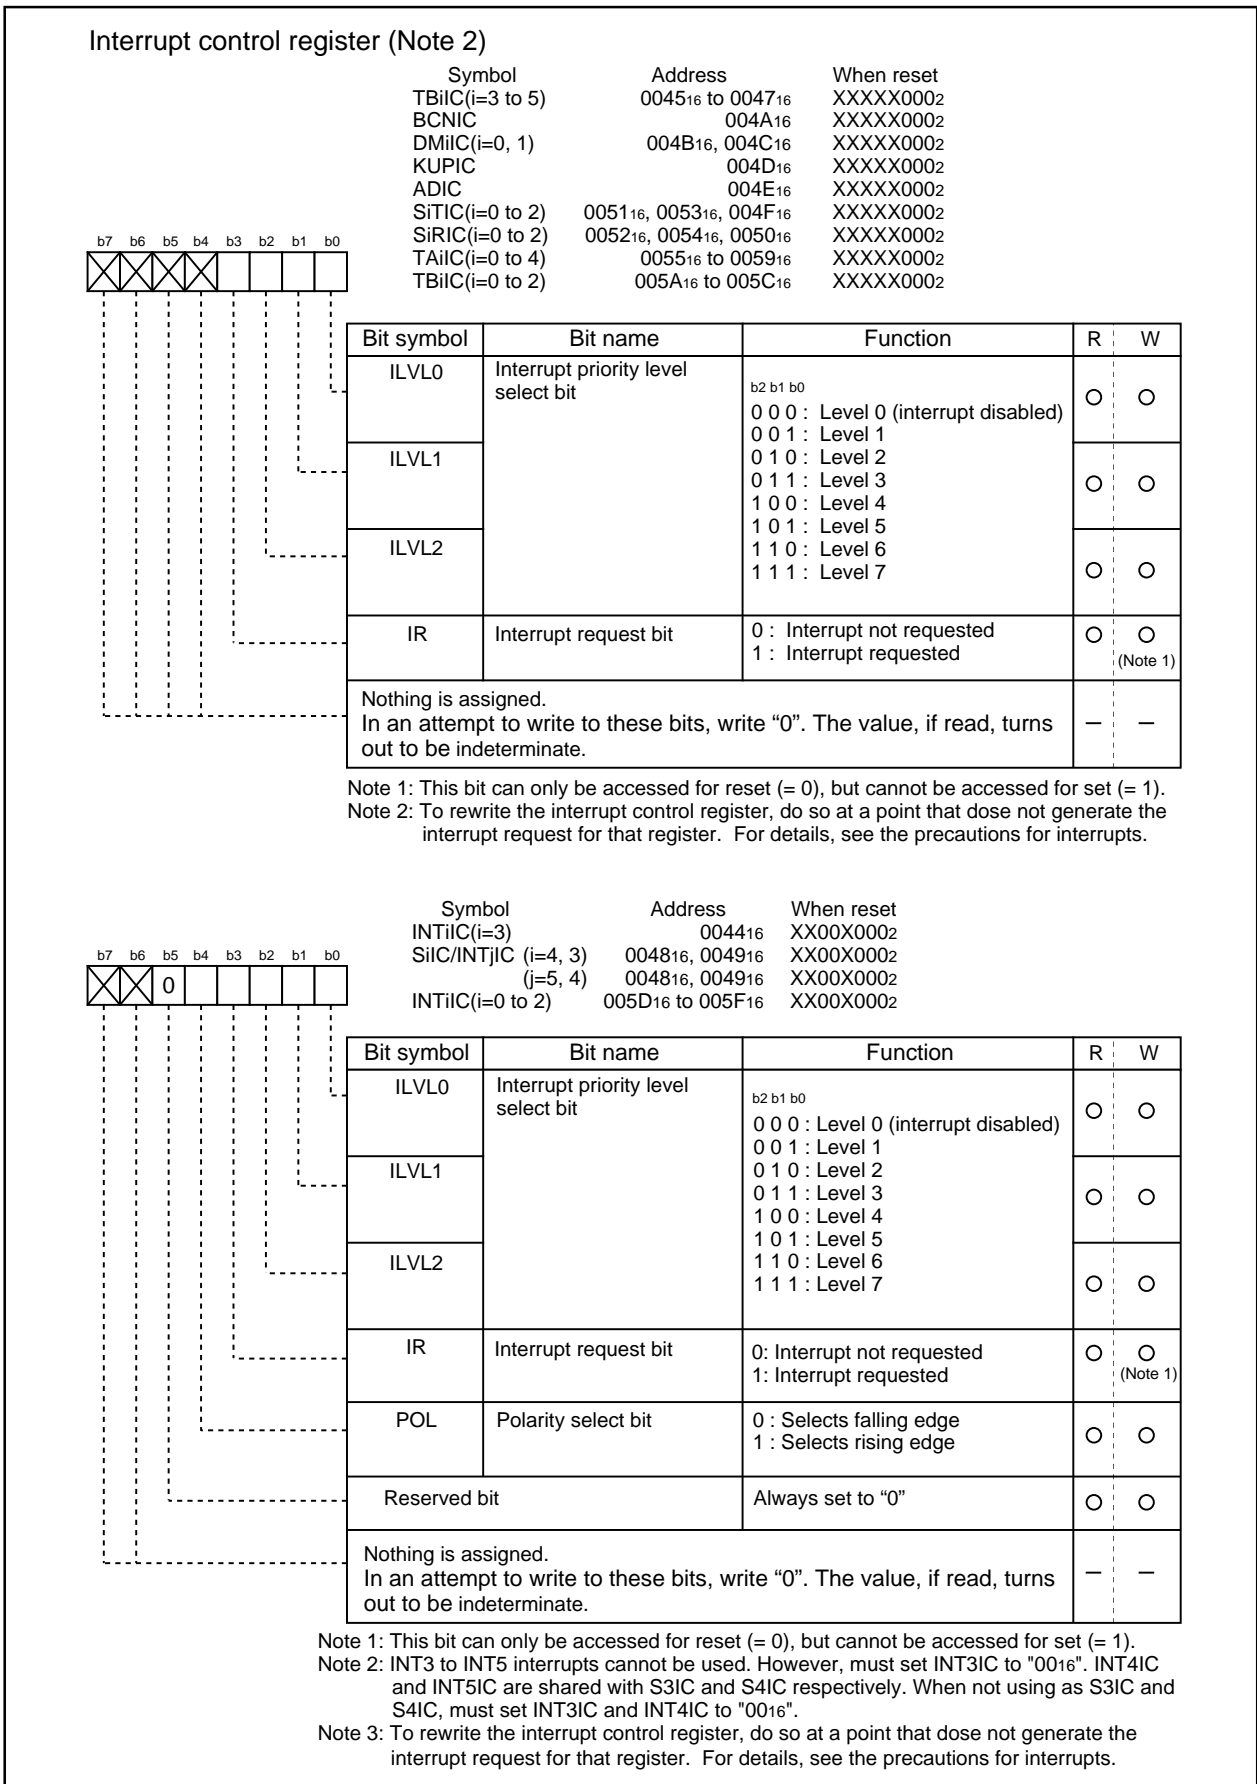 Interrupt control register (Note 2)
Symbol Address When reset
TBiIC(i=3 to 5) 004516 to 004716 XXXXX0002
BCNIC 004A16 XXXXX0002
DMiIC(i=0, 1) 004B16, 004C16 XXXXX0002
KUPIC 004D16 XXXXX0002
ADIC 004E16 XXXXX0002
SiTIC(i=0 to 2) 005116, 005316, 004F16 XXXXX0002
SiRIC(i=0 to 2) 005216, 005416, 005016 XXXXX0002
TAiIC(i=0 to 4) 005516 to 005916 XXXXX0002
TBiIC(i=0 to 2) 005A16 to 005C16 XXXXX0002
b7 b6 b5 b4 b3 b2 b1 b0
Bit symbol Bit name Function R W
ILVL0 Interrupt priority level
select bit
b2 b1 b0
0 0 0 : Level 0 (interrupt disabled)
0 0 1 : Level 1
ILVL1 0 1 0 : Level 2
0 1 1 : Level 3
1 0 0 : Level 4
1 0 1 : Level 5
ILVL2 1 1 0 : Level 6
1 1 1 : Level 7
IR Interrupt request bit 0 : Interrupt not requested
1 : Interrupt requested
(Note 1)
Nothing is assigned.
In an attempt to write to these bits, write “0”. The value, if read, turns
out to be indeterminate.
Note 1: This bit can only be accessed for reset (= 0), but cannot be accessed for set (= 1).
Note 2: To rewrite the interrupt control register, do so at a point that dose not generate the
interrupt request for that register. For details, see the precautions for interrupts.
Symbol Address When reset
INTiIC(i=3) 004416 XX00X0002
SiIC/INTjIC (i=4, 3) 004816, 004916 XX00X0002
(j=5, 4) 004816, 004916 XX00X0002
INTiIC(i=0 to 2) 005D16 to 005F16 XX00X0002
b7 b6 b5 b4 b3 b2 b1 b0
0
Bit symbol Bit name Function R W
ILVL0 Interrupt priority level
select bit
b2 b1 b0
0 0 0 : Level 0 (interrupt disabled)
0 0 1 : Level 1
ILVL1 0 1 0 : Level 2
0 1 1 : Level 3
1 0 0 : Level 4
1 0 1 : Level 5
ILVL2 1 1 0 : Level 6
1 1 1 : Level 7
IR Interrupt request bit 0: Interrupt not requested
1: Interrupt requested
(Note 1)
POL Polarity select bit 0 : Selects falling edge
1 : Selects rising edge
Reserved bit Always set to “0”
Nothing is assigned.
In an attempt to write to these bits, write “0”. The value, if read, turns
out to be indeterminate.
Note 1: This bit can only be accessed for reset (= 0), but cannot be accessed for set (= 1).
Note 2: INT3 to INT5 interrupts cannot be used. However, must set INT3IC to "0016". INT4IC
and INT5IC are shared with S3IC and S4IC respectively. When not using as S3IC and
S4IC, must set INT3IC and INT4IC to "0016".
Note 3: To rewrite the interrupt control register, do so at a point that dose not generate the
interrupt request for that register. For details, see the precautions for interrupts.